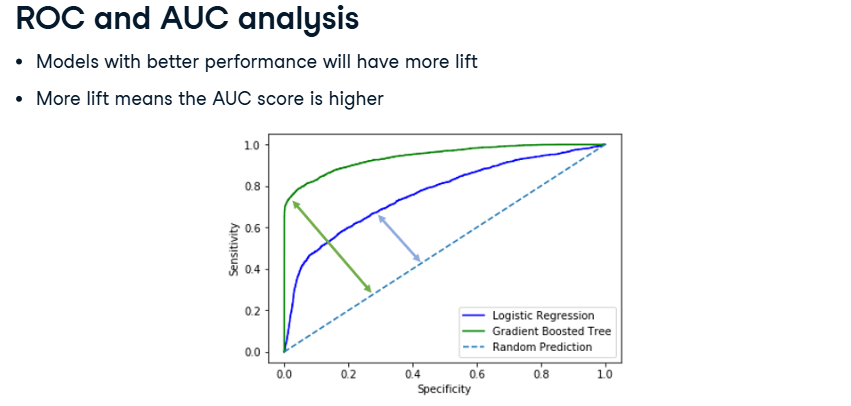 ROC and AUC analysis
• Models with better performance will have more lift
• More lift means the AUC score is higher
1.0
0.8
0.6
0.4
0.2
0.0
Sensitivity
Logistic Regression
Gradient Boosted Tree
Random Prediction
0.0 0.2 0.4 0.6 0.8 1.0
Specificity